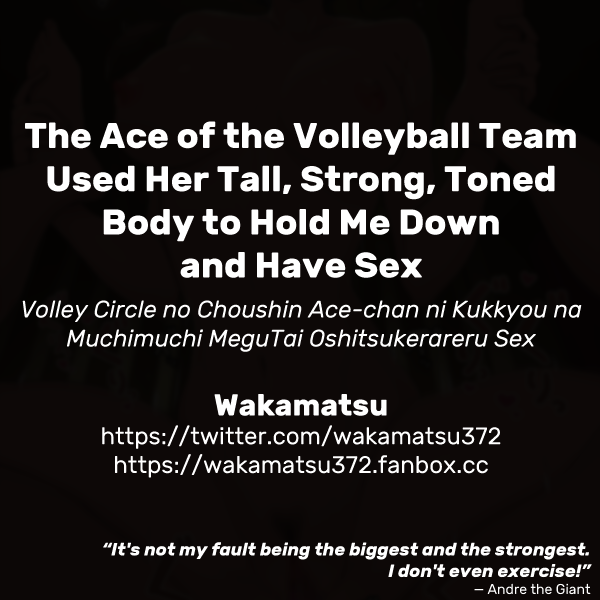 The Ace of the Volleyball Team
Used Her Tall, Strong, Toned
Body to Hold Me Down
and Have Sex
Volley Circle no Choushin Ace-chan ni Kukkyou na
Muchimuchi MeguTai Oshitsukerareru Sex
Wakamatsu
https://twitter.com/wakamatsu372
https://wakamatsu372.fanbox.cc
“It's not my fault being the biggest and the strongest.
I don't even exercise!”
— Andre the Giant